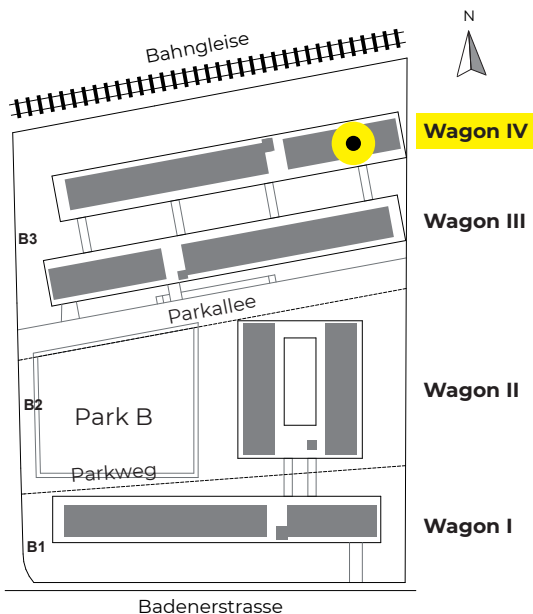 Bahngleise
N
Wagon IV
Wagon III
B3
Parkallee
Wagon II
B2
Park B
Parkweg
Wagon I
B1
Badenerstrasse